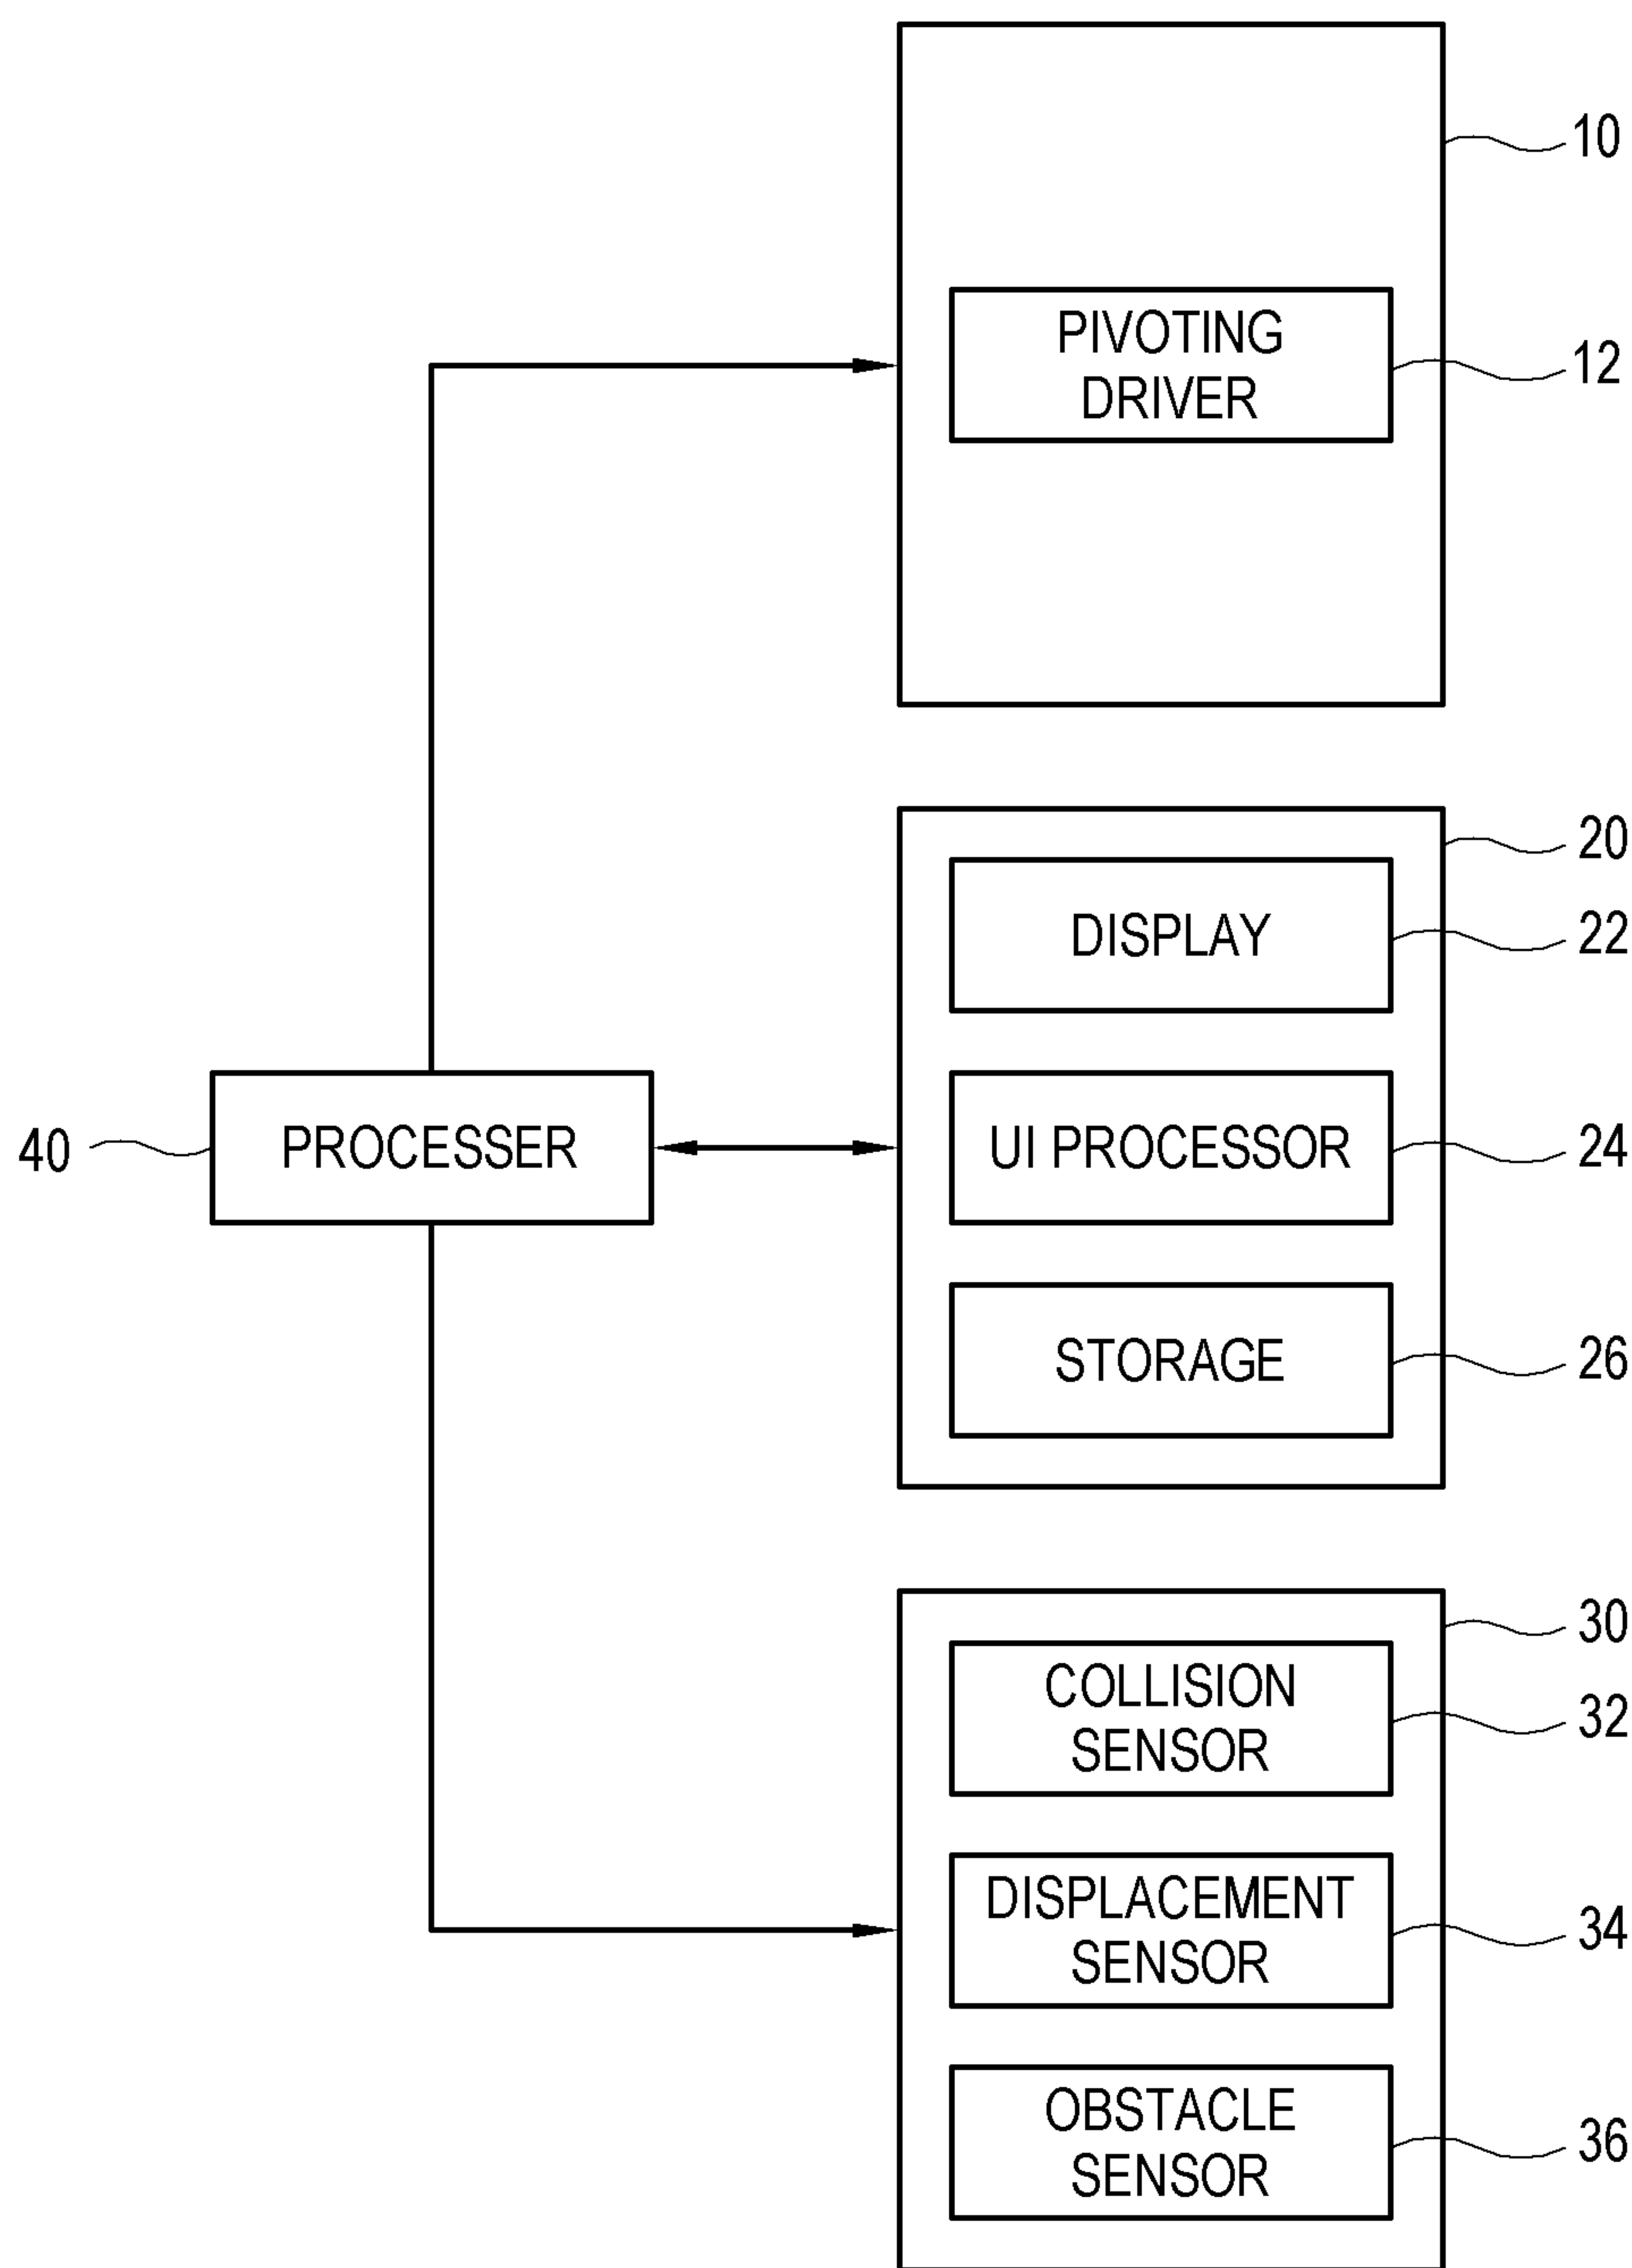 10
PIVOTING
DRIVER
12
20
DISPLAY
22
40
PROCESSER
UI PROCESSOR
24
STORAGE
26
30
COLLISION
SENSOR
32
DISPLACEMENT
SENSOR
34
OBSTACLE
SENSOR
36